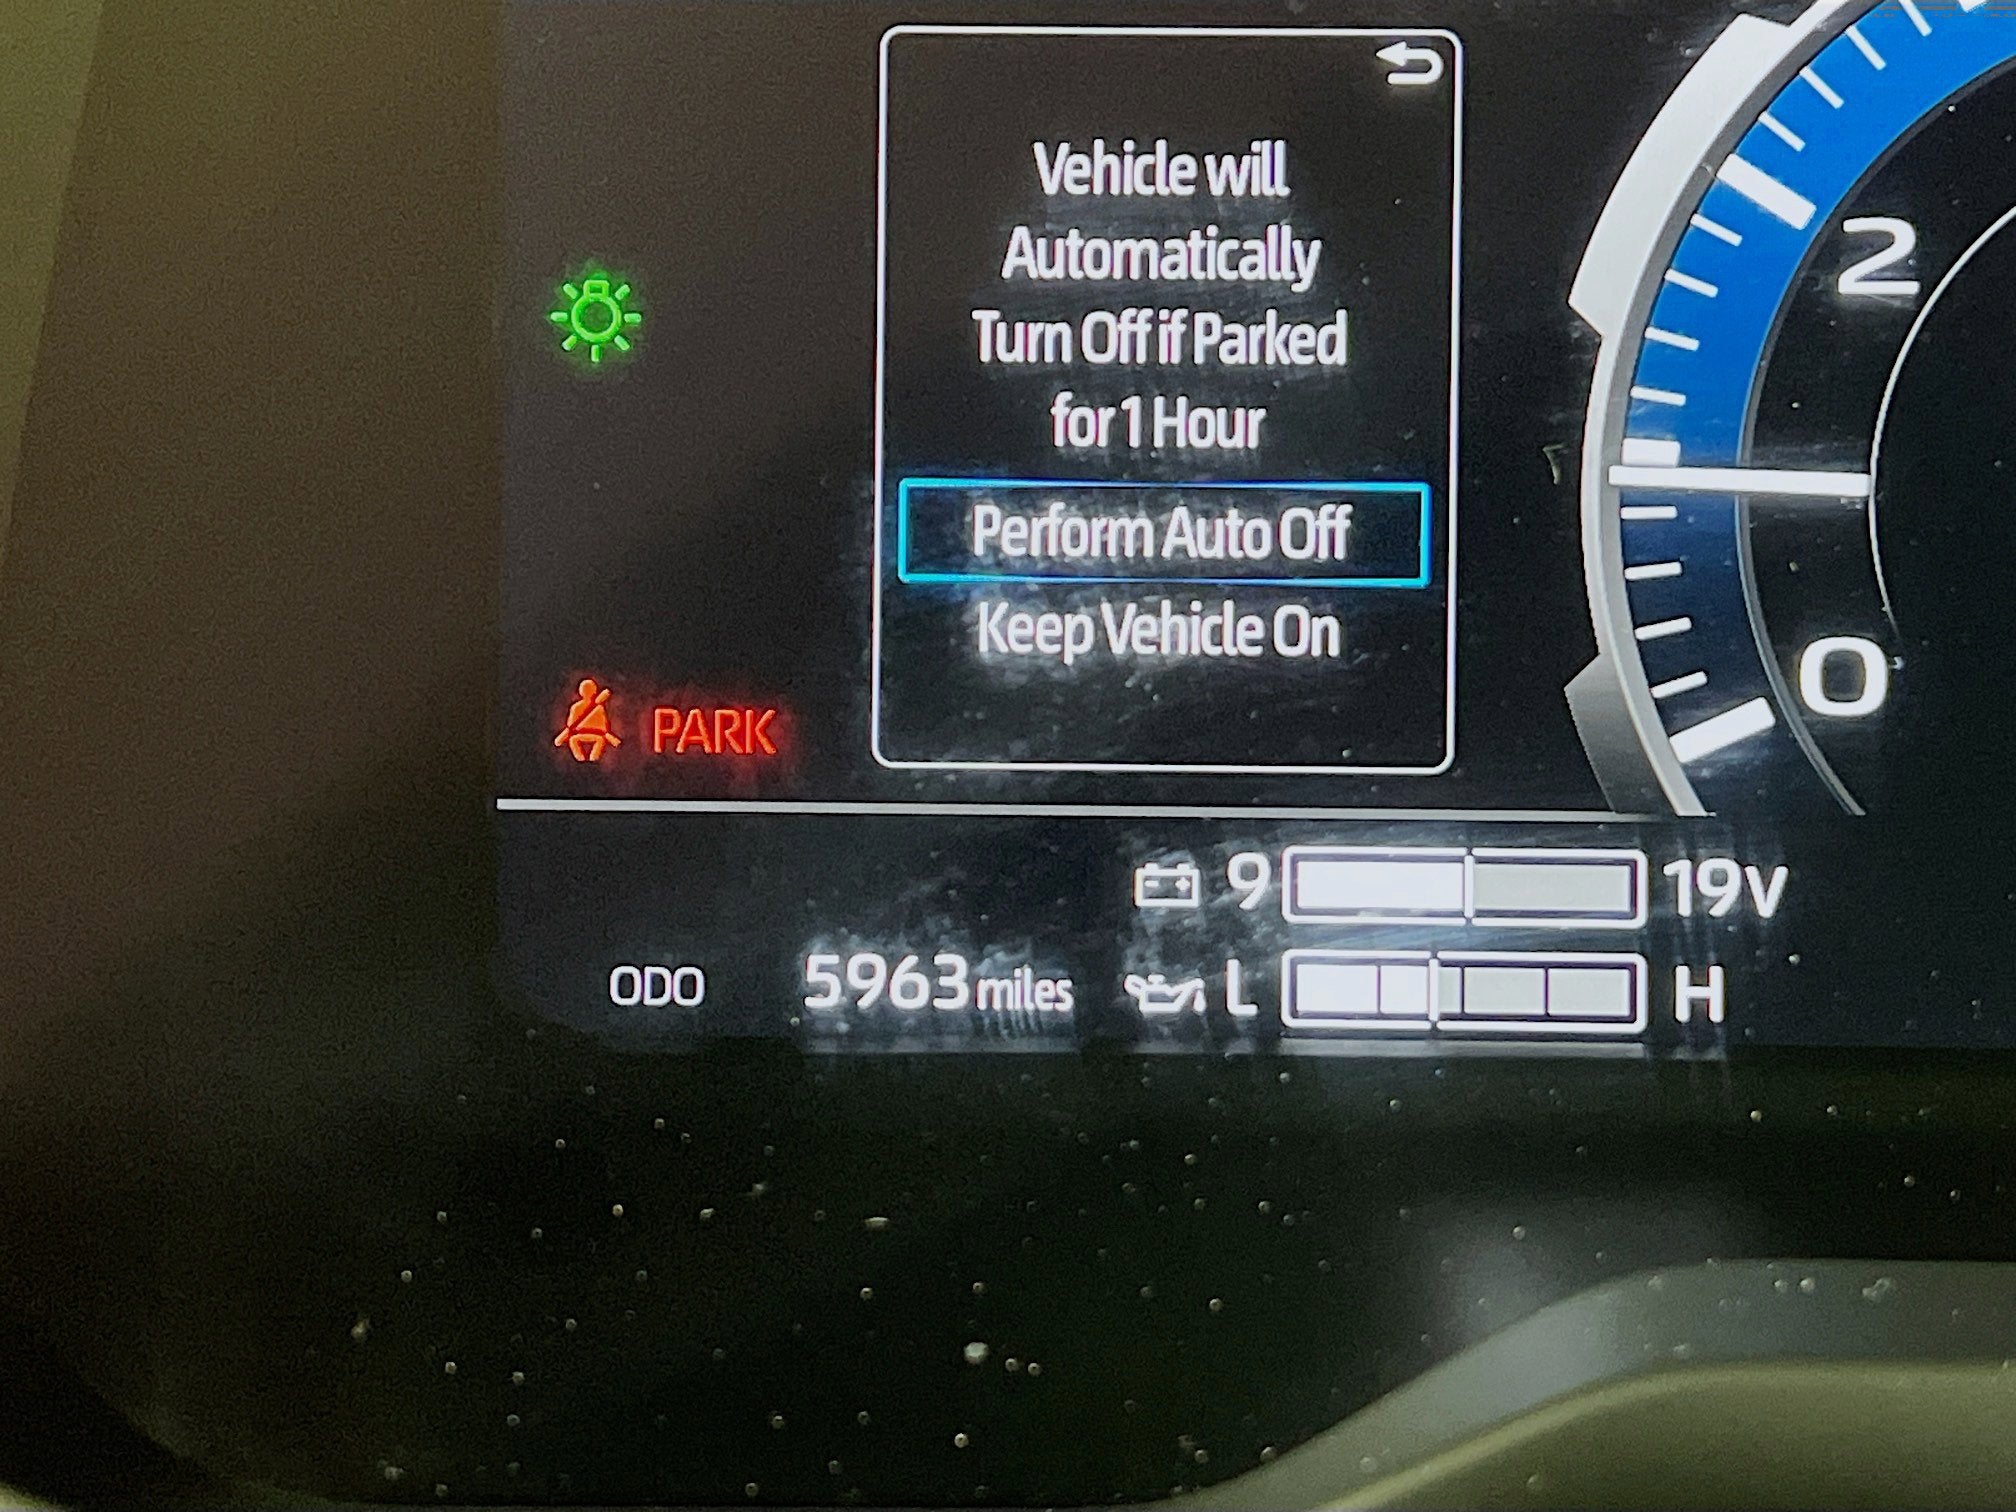 Vehicle will
Automatically
Turn Off if Parked
for 1 Hour
Perform Auto Off
Keep Vehicle On
2
0
PARK
9 19V
ODO 5963 miles L H